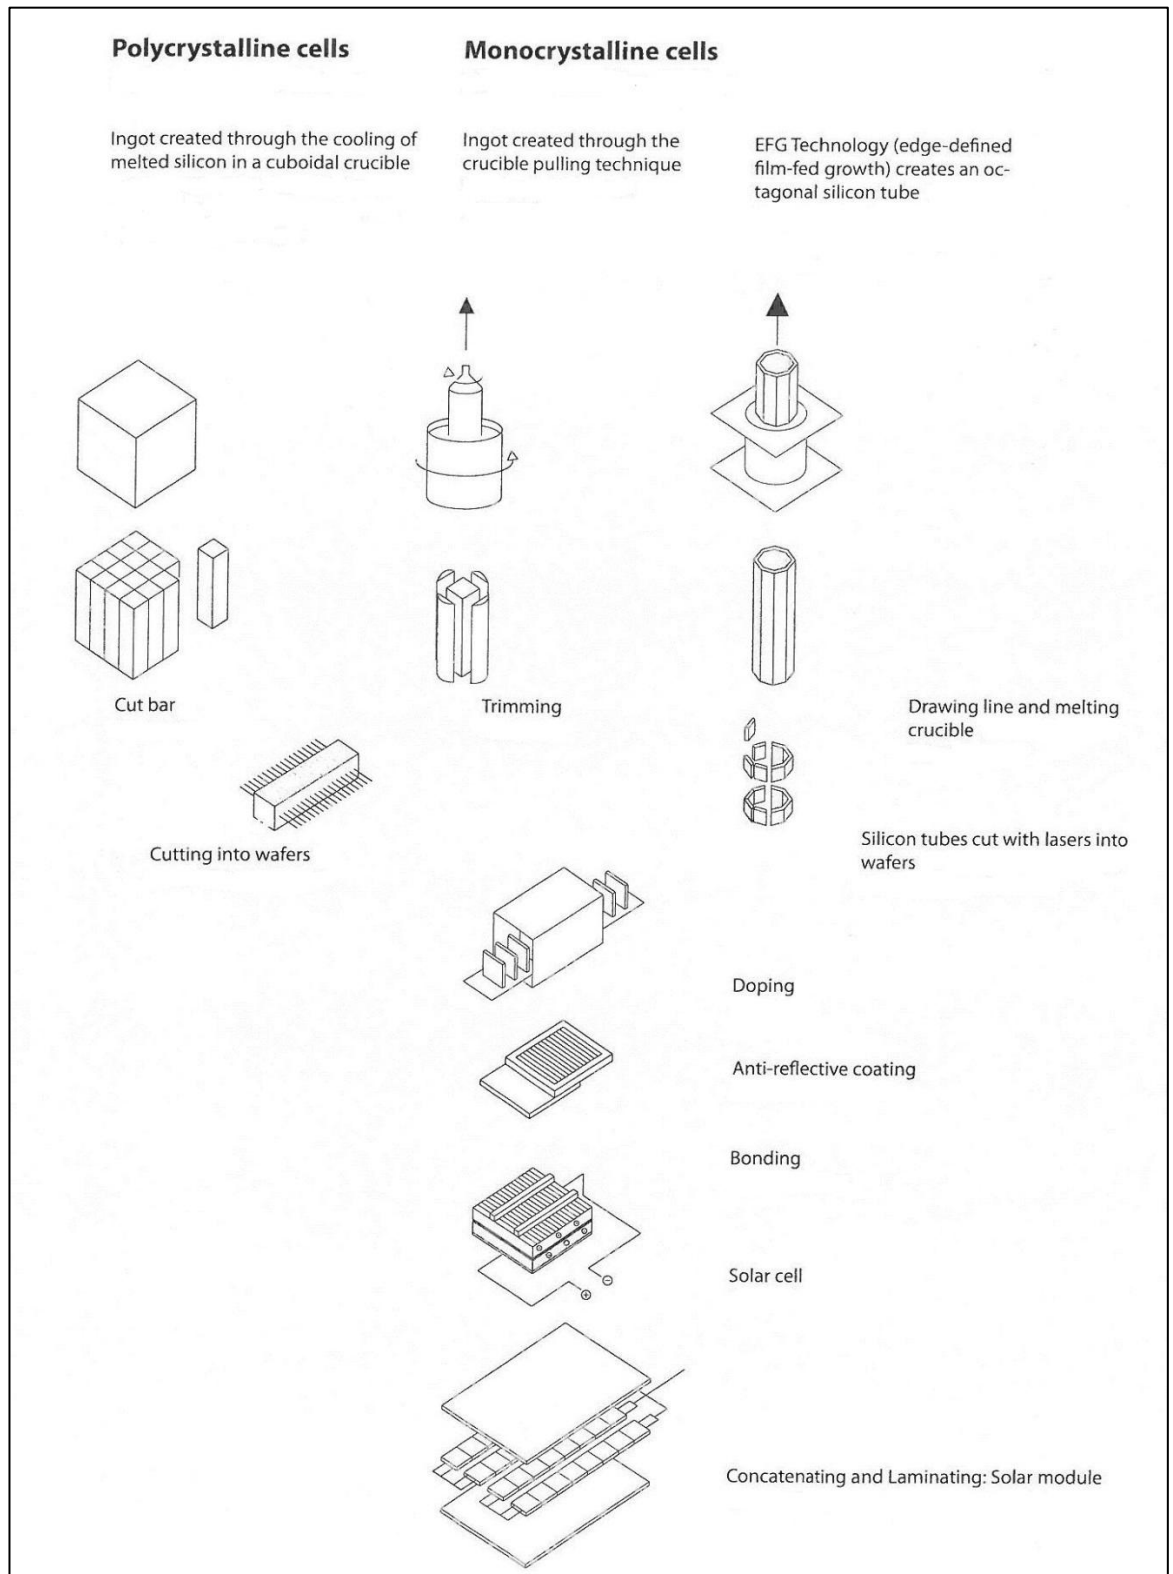 Polycrystalline cells
Monocrystalline cells
Ingot created through the cooling of
melted silicon in a cuboidal crucible
Ingot created through the
crucible pulling technique
EFG Technology (edge-defined
film-fed growth) creates an oc-
tagonal silicon tube
Cut bar
Trimming
Drawing line and melting
crucible
Cutting into wafers
Silicon tubes cut with lasers into
wafers
Doping
Anti-reflective coating
Bonding
Solar cell
+
−
Concatenating and Laminating: Solar module